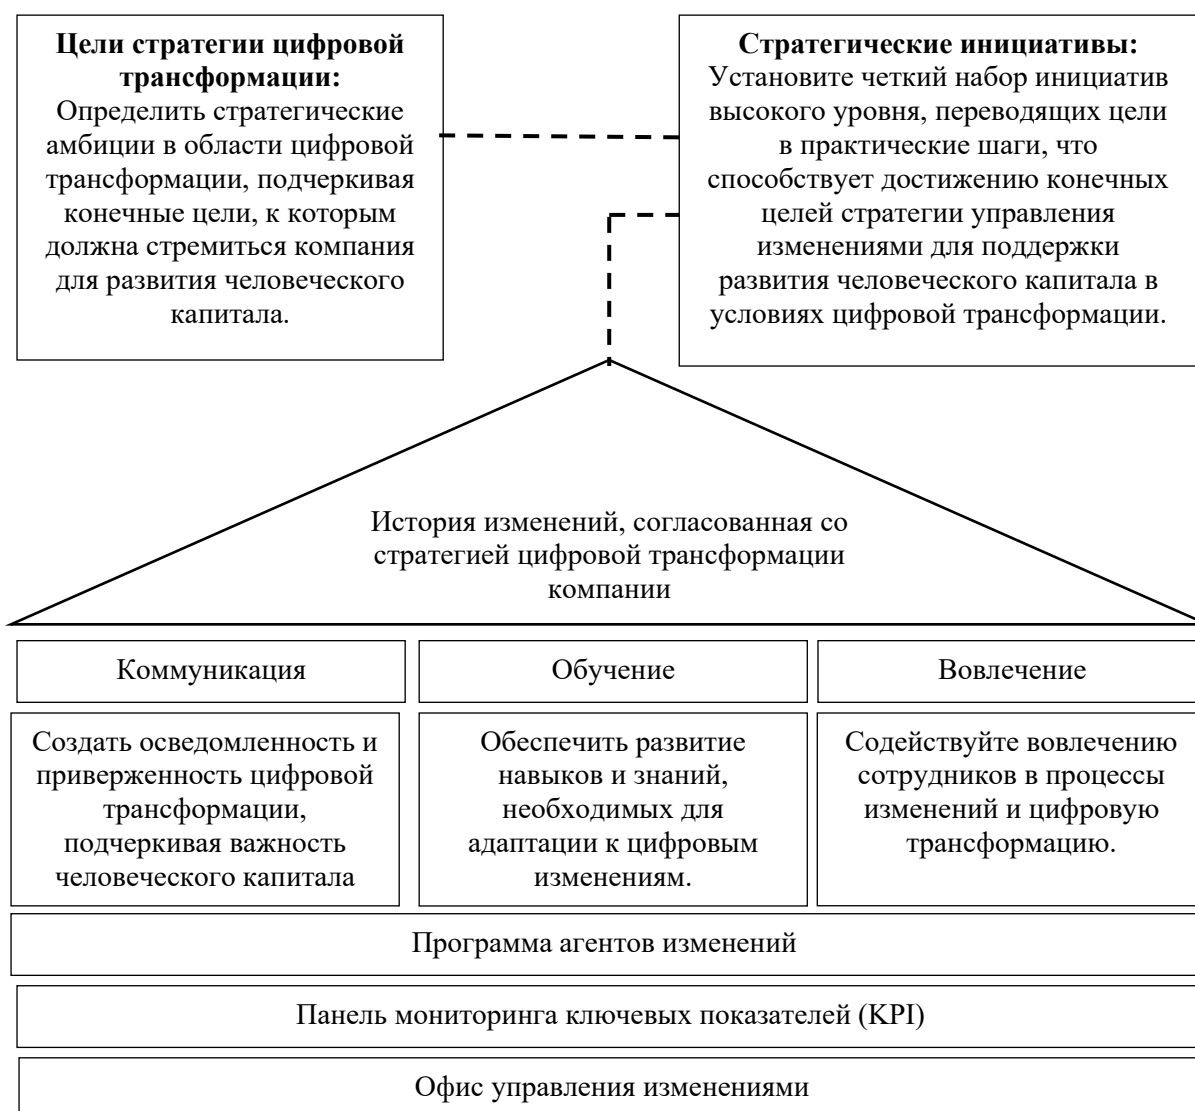 Цели стратегии цифровой
трансформации:
Определить стратегические
амбиции в области цифровой
трансформации, подчеркивая
конечные цели, к которым
должна стремиться компания
для развития человеческого
капитала.
Стратегические инициативы:
Установите четкий набор инициатив
высокого уровня, переводящих цели
в практические шаги, что
способствует достижению конечных
целей стратегии управления
изменениями для поддержки
развития человеческого капитала в
условиях цифровой трансформации.
История изменений, согласованная со
стратегией цифровой трансформации
компании
Коммуникация
Обучение
Вовлечение
Создать осведомленность и
приверженность цифровой
трансформации,
подчеркивая важность
человеческого капитала
Обеспечить развитие
навыков и знаний,
необходимых для
адаптации к цифровым
изменениям.
Содействуйте вовлечению
сотрудников в процессы
изменений и цифровую
трансформацию.
Программа агентов изменений
Панель мониторинга ключевых показателей (KPI)
Офис управления изменениями